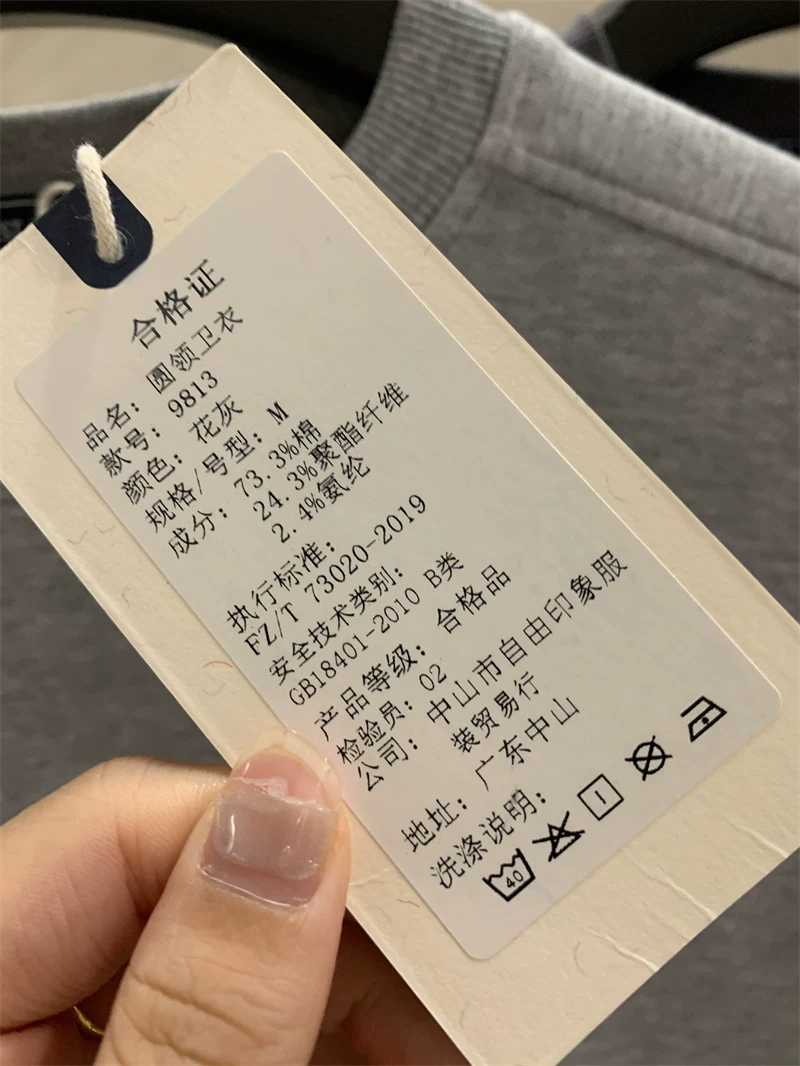 合格证
品名：圆领卫衣
款号：9813
颜色：花灰
规格/号型：M
成分：73.3%棉
24.3%聚酯纤维
2.4%氨纶
执行标准：
FZ/T 73020-2019
安全技术类别：
GB18401-2010 B类
产品等级：合格品
检验员：02
公司：中山市自由印象服
装贸易行
地址：广东中山
洗涤说明：
40